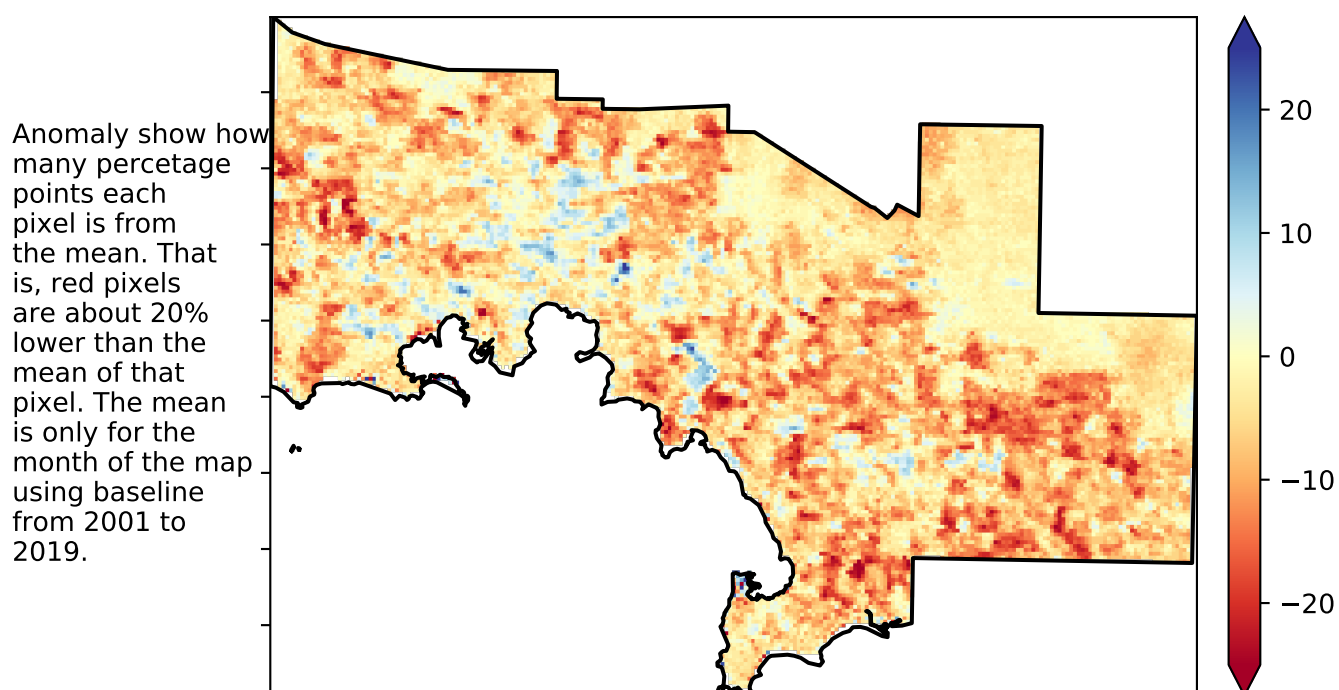 Anomaly show how
many percetage
points each
pixel is from
the mean. That
is, red pixels
are about 20%
lower than the
mean of that
pixel. The mean
is only for the
month of the map
using baseline
from 2001 to
2019.
20
10
0
−10
−20